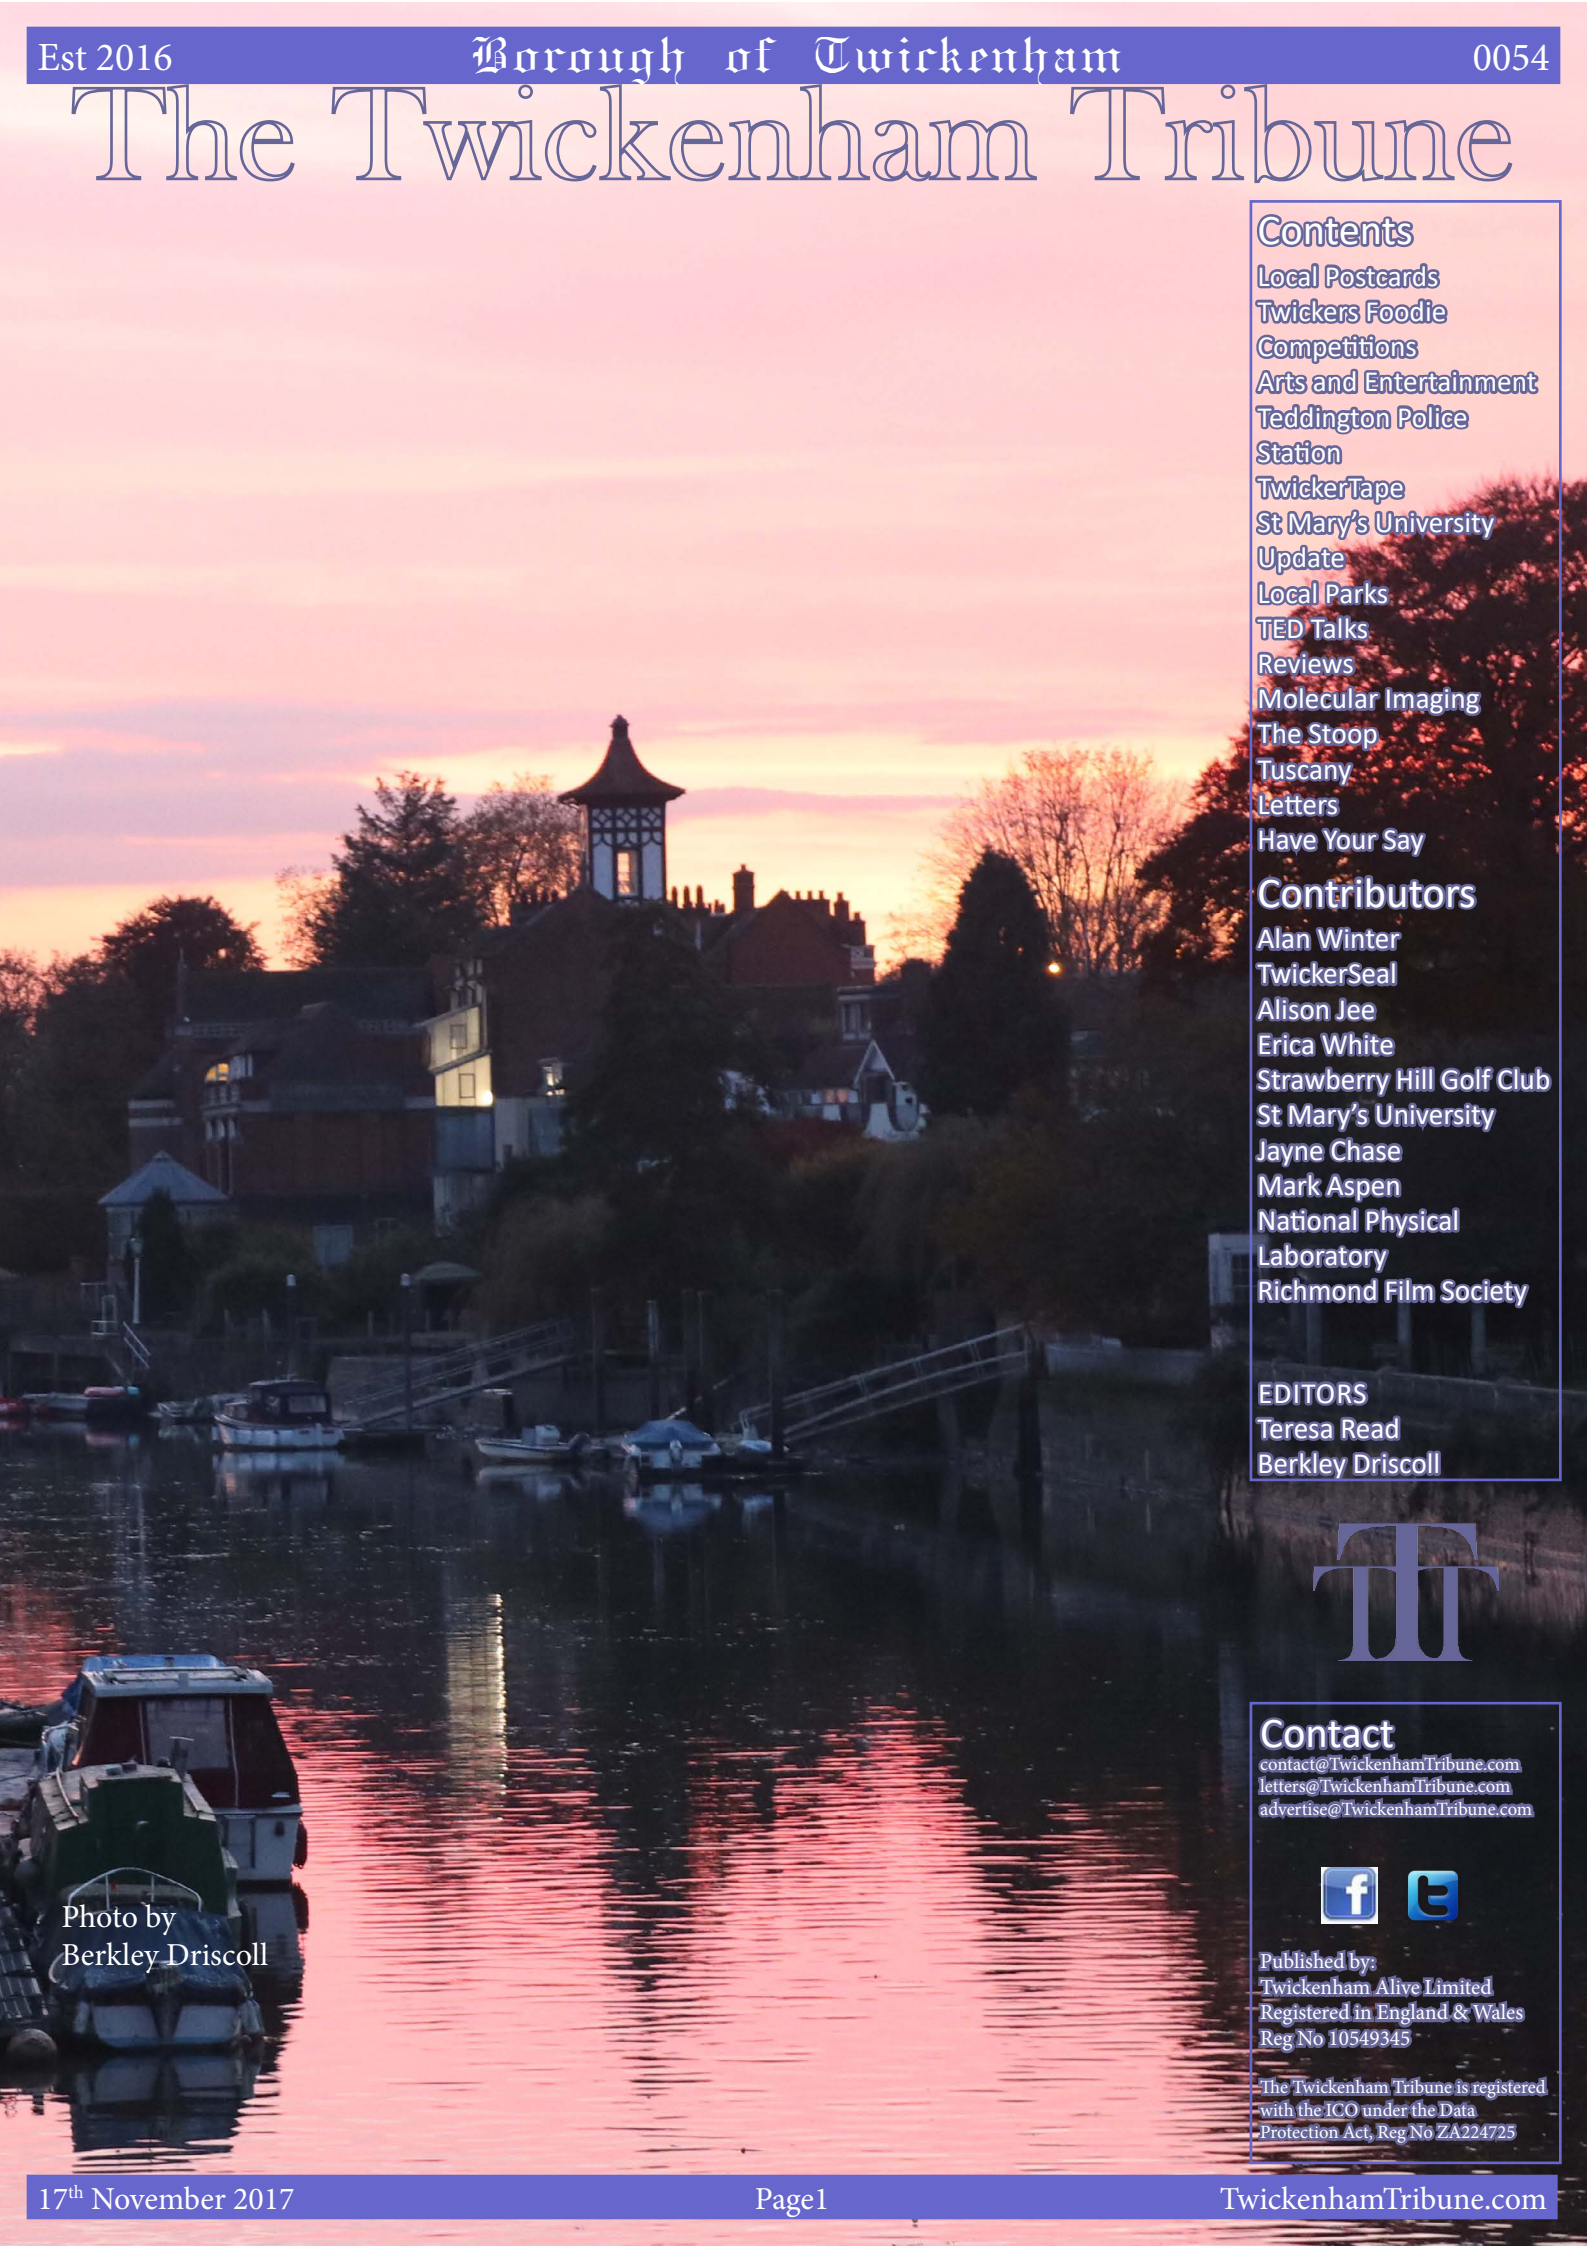 Est 2016
Borough of Twickenham
0054
The Twickenham Tribune
Contents
Local Postcards
Twickers Foodie
Competitions
Arts and Entertainment
Teddington Police
Station
TwickerTape
St Mary's University
Update
Local Parks
TED Talks
Reviews
Molecular Imaging
The Stoop
Tuscany
Letters
Have Your Say
Contributors
Alan Winter
TwickerSeal
Alison Jee
Erica White
Strawberry Hill Golf Club
St Mary's University
Jayne Chase
Mark Aspen
National Physical
Laboratory
Richmond Film Society
EDITORS
Teresa Read
Berkley Driscoll
TT
Contact
contact@TwickenhamTribune.com
letters@TwickenhamTribune.com
advertise@TwickenhamTribune.com
Photo by
Berkley Driscoll
Published by:
Twickenham Alive Limited
Registered in England & Wales
Reg No 10549345
The Twickenham Tribune is registered
with the ICO under the Data
Protection Act, Reg No ZA224725
17th November 2017
Page1
TwickenhamTribune.com